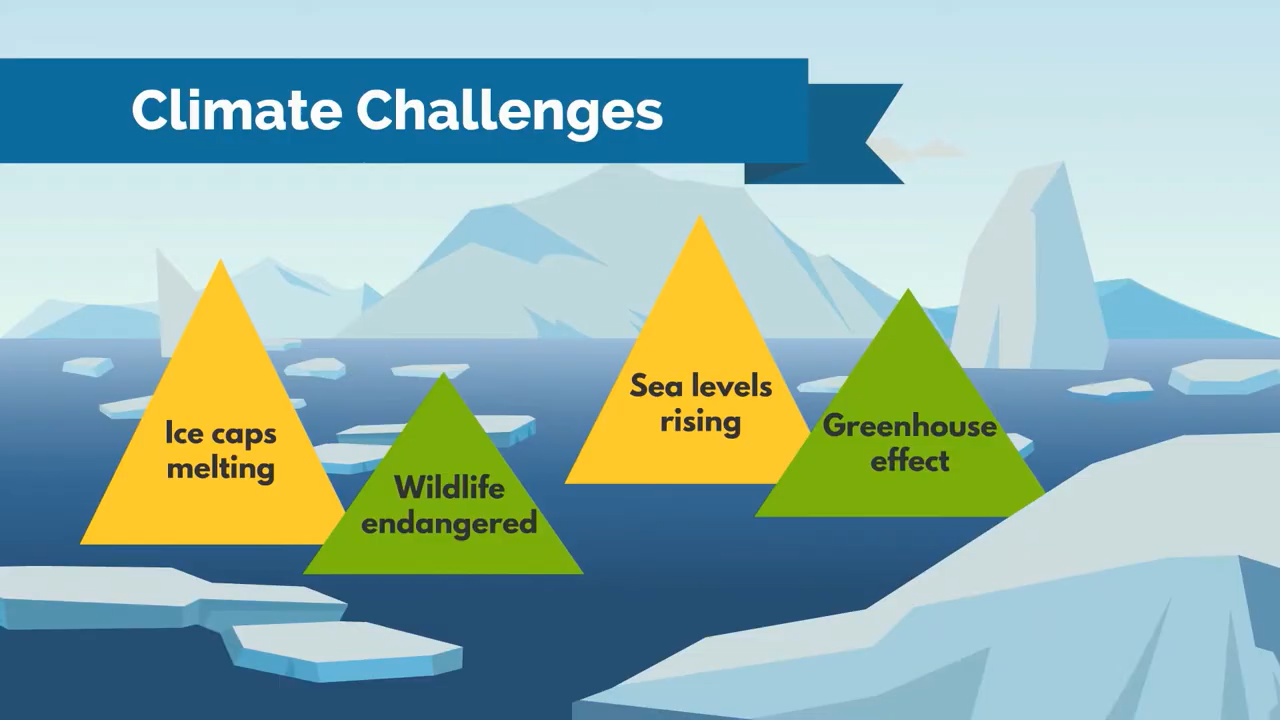 Climate Challenges
Ice caps
melting
Wildlife
endangered
Sea levels
rising
Greenhouse
effect